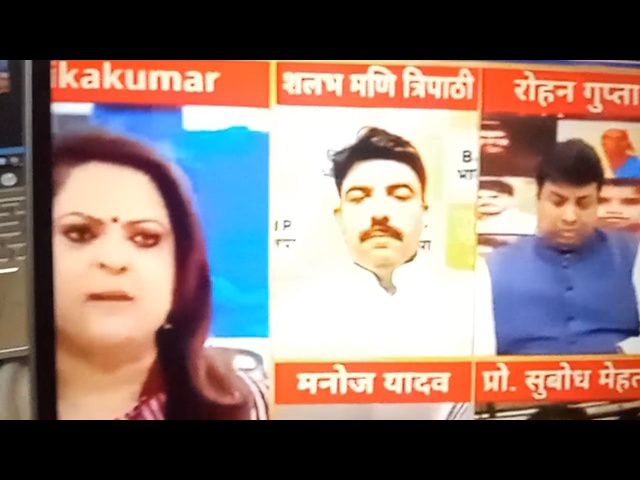 ikakumar
शलभ मणि त्रिपाठी
रोहन गुप्ता
B.
भा
I P
मनोज यादव
प्रो. सुबोध मेहत